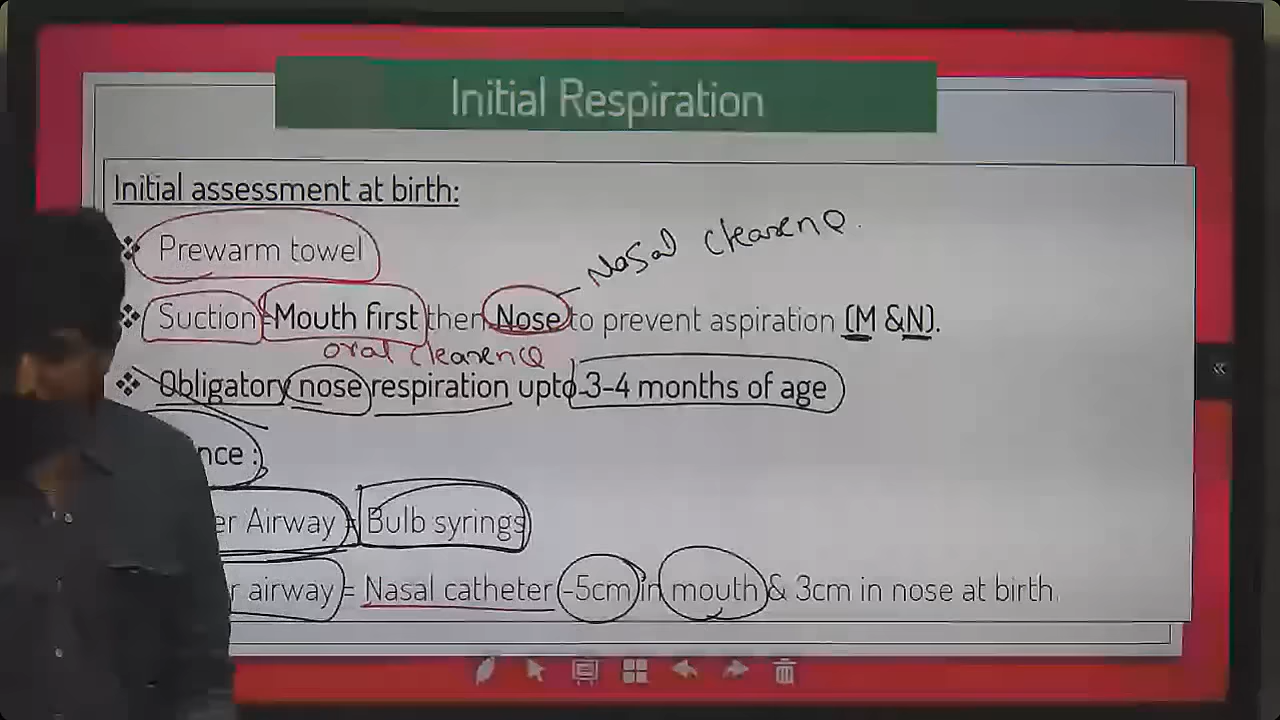 Initial Respiration
Initial assessment at birth:
❖ Prewarm towel
Nasal clearence.
❖ Suction - Mouth first then Nose to prevent aspiration (M & N).
oral clearence
❖ Obligatory nose respiration upto 3-4 months of age
nce :
er Airway = Bulb syrings
r airway = Nasal catheter -5cm in mouth & 3cm in nose at birth
«